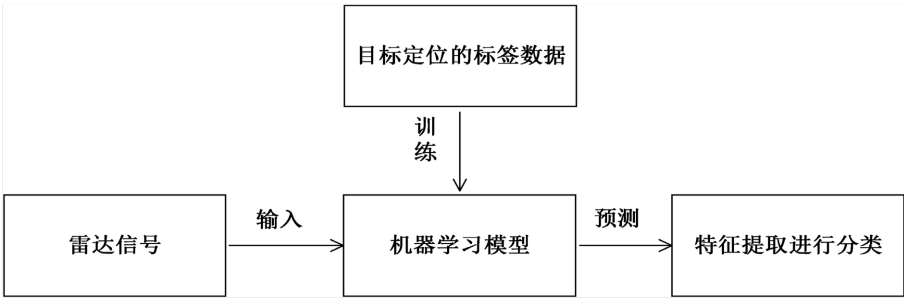 目标定位的标签数据
训
练
雷达信号
输入
机器学习模型
预测
特征提取进行分类